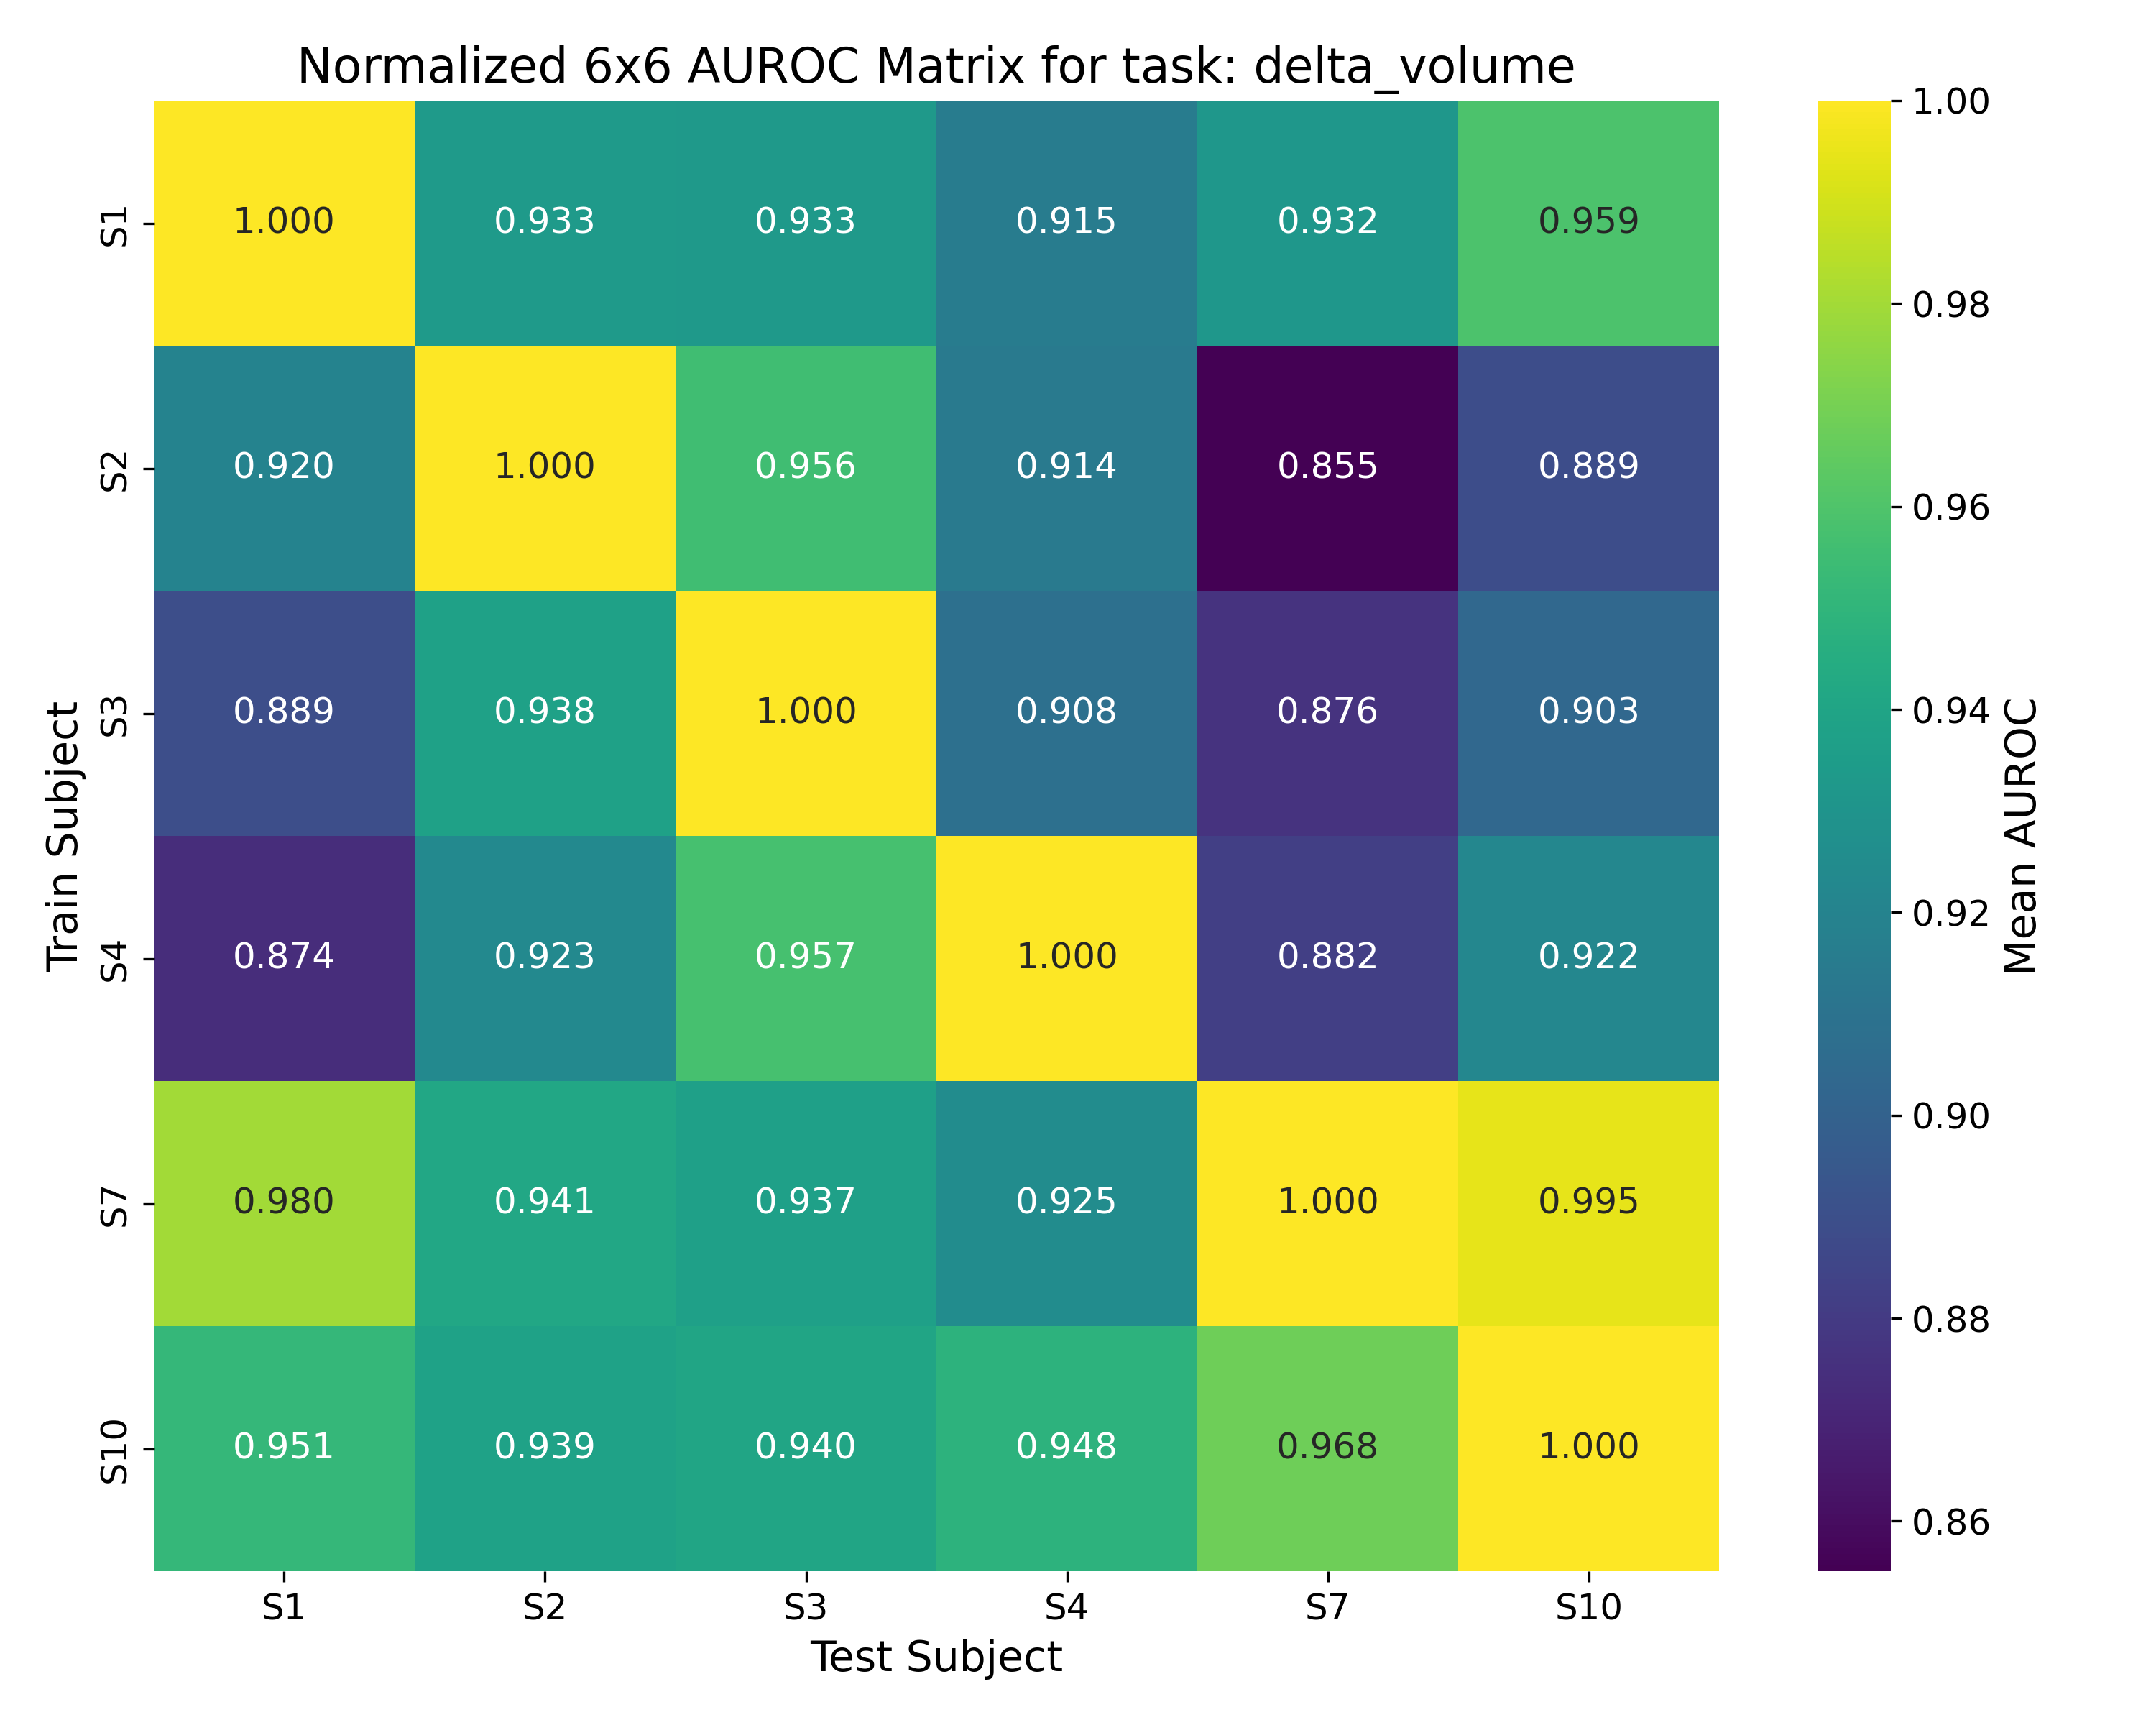 Normalized 6x6 AUROC Matrix for task: delta_volume
S1 1.000 0.933 0.933 0.915 0.932 0.959
S2 0.920 1.000 0.956 0.914 0.855 0.889
S3 0.889 0.938 1.000 0.908 0.876 0.903
S4 0.874 0.923 0.957 1.000 0.882 0.922
S7 0.980 0.941 0.937 0.925 1.000 0.995
S10 0.951 0.939 0.940 0.948 0.968 1.000
S1 S2 S3 S4 S7 S10
Test Subject
Train Subject
1.00
0.98
0.96
0.94
0.92
0.90
0.88
0.86
Mean AUROC